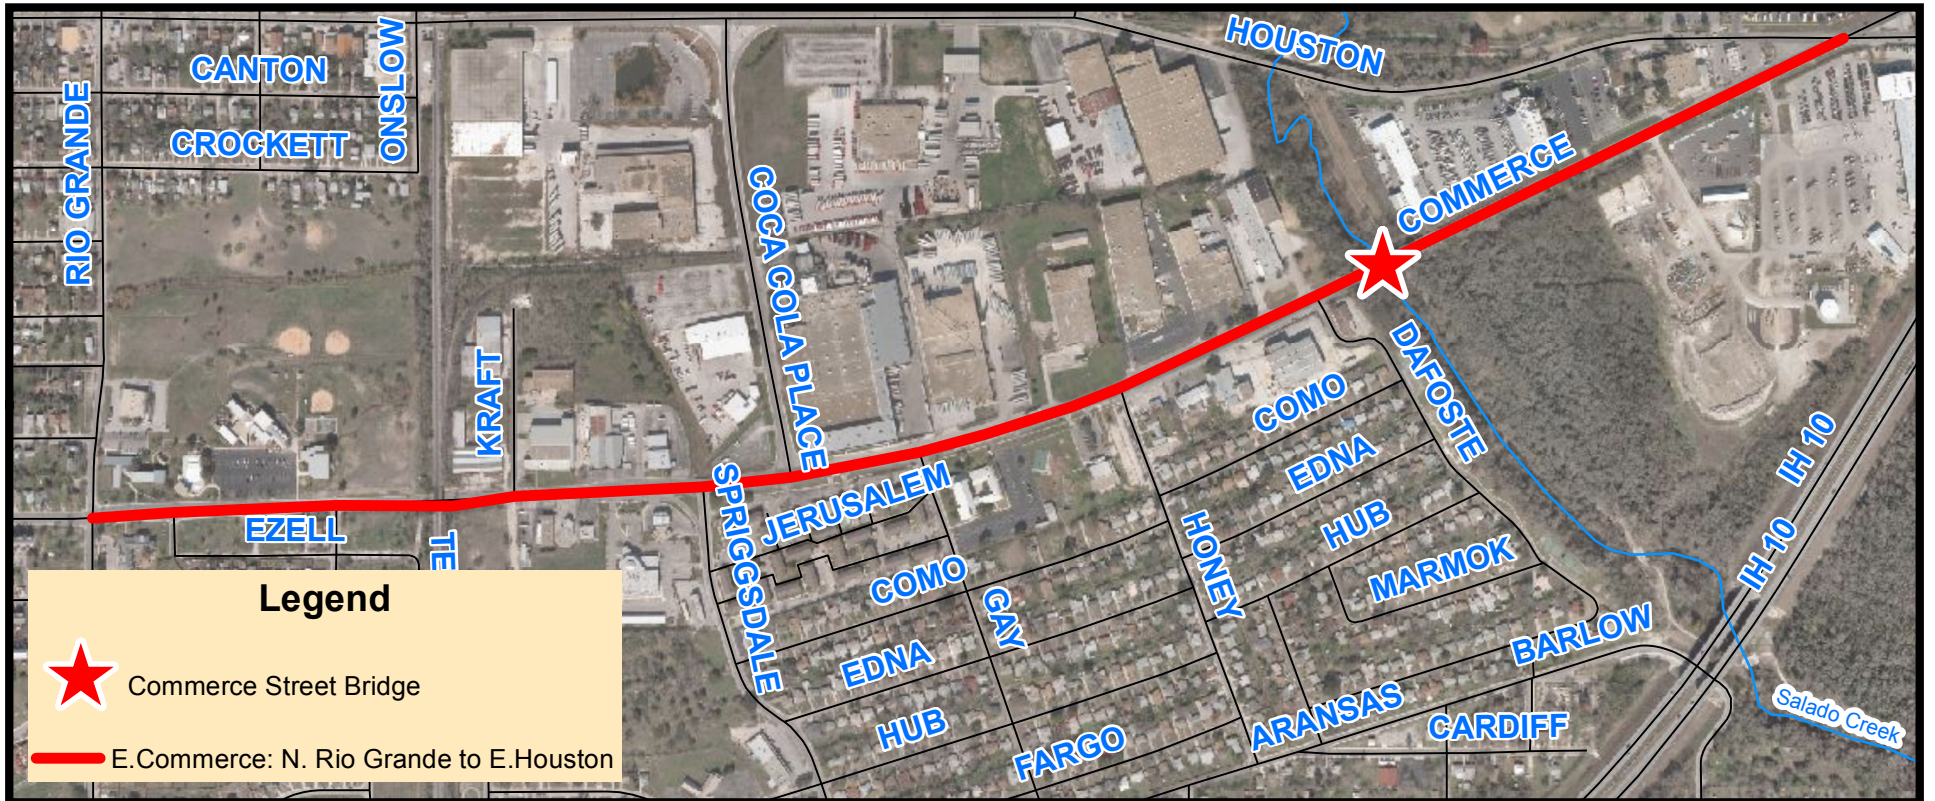 HOUSTON
CANTON
ONSLOW
CROCKETT
RIO GRANDE
COCA COLA PLACE
COMMERCE
KRAFT
DAFOSTE
COMO
EDNA
IH 10
SPRIGGSDALE
JERUSALEM
HONEY
HUB
EZELL
TE
IH 10
MARMOK
COMO
GAY
BARLOW
EDNA
ARANSAS
CARDIFF
Salado Creek
HUB
FARGO
Legend
Commerce Street Bridge
E.Commerce: N. Rio Grande to E.Houston